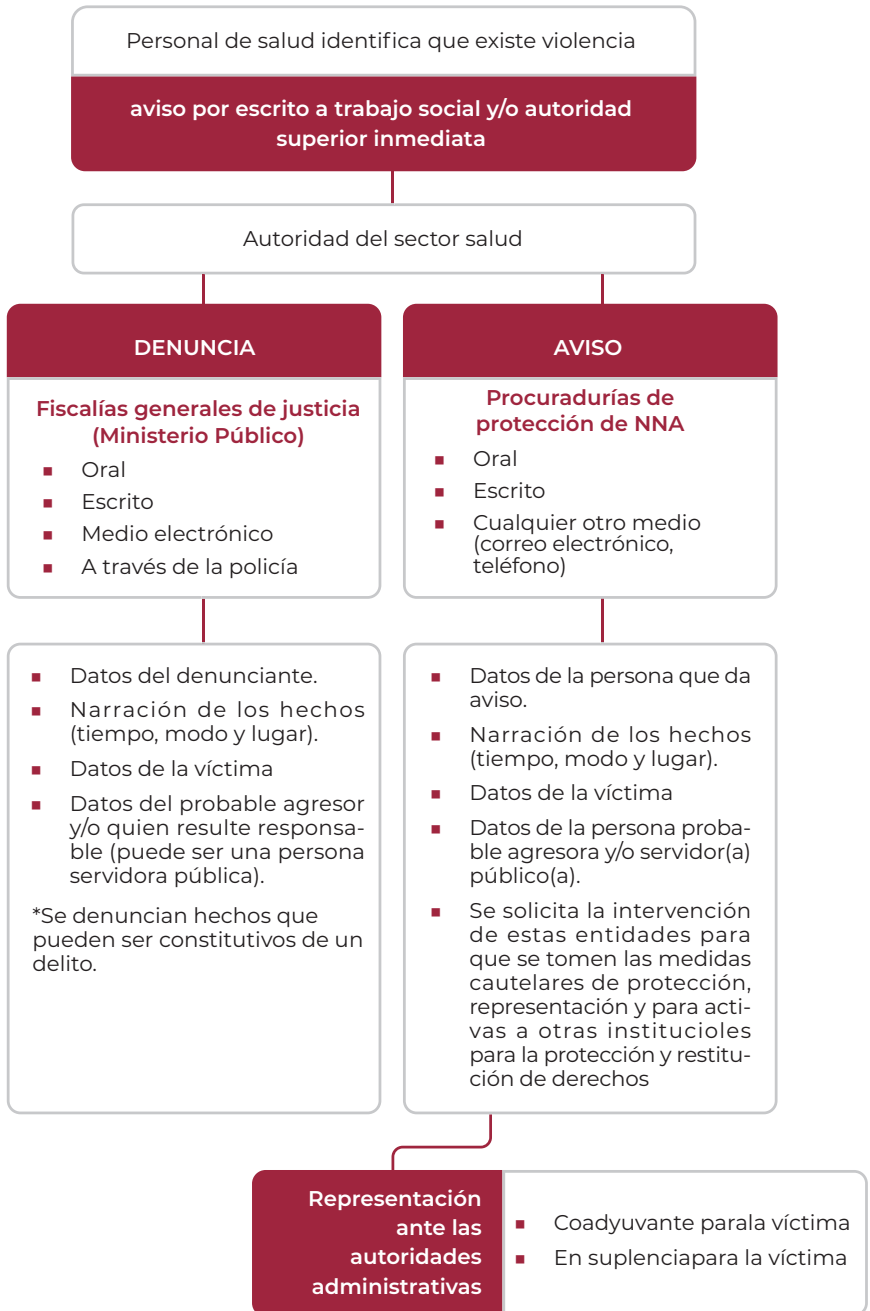 Personal de salud identifica que existe violencia
aviso por escrito a trabajo social y/o autoridad
superior inmediata
Autoridad del sector salud
DENUNCIA
Fiscalías generales de justicia
(Ministerio Público)
▪ Oral
▪ Escrito
▪ Medio electrónico
▪ A través de la policía
▪ Datos del denunciante.
▪ Narración de los hechos
(tiempo, modo y lugar).
▪ Datos de la víctima
▪ Datos del probable agresor
y/o quien resulte responsa-
ble (puede ser una persona
servidora pública).
*Se denuncian hechos que
pueden ser constitutivos de un
delito.
AVISO
Procuradurías de
protección de NNA
▪ Oral
▪ Escrito
▪ Cualquier otro medio
(correo electrónico,
teléfono)
▪ Datos de la persona que da
aviso.
▪ Narración de los hechos
(tiempo, modo y lugar).
▪ Datos de la víctima
▪ Datos de la persona proba-
ble agresora y/o servidor(a)
público(a).
▪ Se solicita la intervención
de estas entidades para
que se tomen las medidas
cautelares de protección,
representación y para acti-
vas a otras institucioles
para la protección y restitu-
ción de derechos
Representación
ante las
autoridades
administrativas
▪ Coadyuvante parala víctima
▪ En suplenciapara la víctima